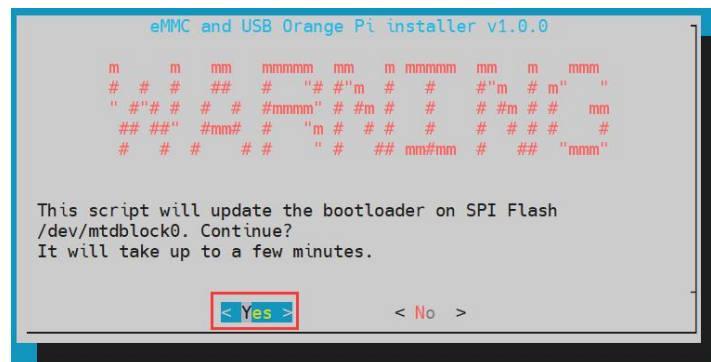 eMMC and USB Orange Pi installer v1.0.0
WARNING
This script will update the bootloader on SPI Flash
/dev/mtdblock0. Continue?
It will take up to a few minutes.
< Yes > < No >